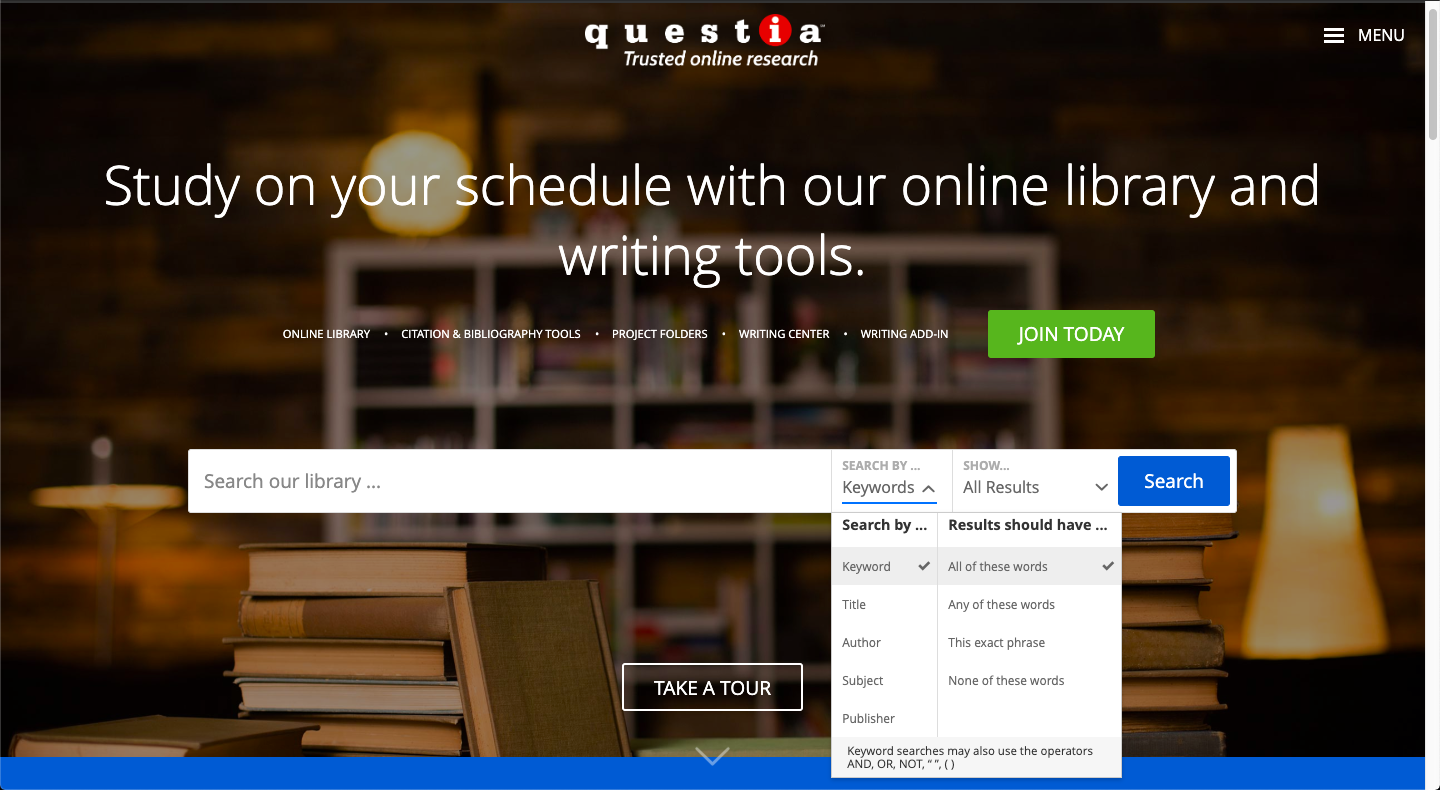 questia
Trusted online research
MENU
Study on your schedule with our online library and
writing tools.
ONLINE LIBRARY • CITATION & BIBLIOGRAPHY TOOLS • PROJECT FOLDERS • WRITING CENTER • WRITING ADD-IN
JOIN TODAY
Search our library ...
SEARCH BY ...
Keywords
SHOW...
All Results
Search
Search by ...
Results should have ...
Keyword
All of these words
Title
Any of these words
Author
This exact phrase
Subject
None of these words
Publisher
Keyword searches may also use the operators
AND, OR, NOT, “ ”, ( )
TAKE A TOUR